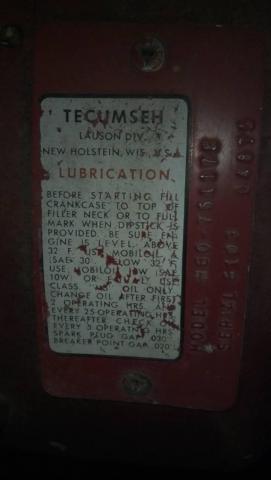 TECUMSEH
LAUSON DIV.
NEW HOLSTEIN, WIS., U.S.A.
LUBRICATION
BEFORE STARTING FILL
CRANKCASE TO TOP OF
FILLER NECK OR TO FULL
MARK WHEN DIPSTICK IS
PROVIDED. BE SURE EN-
GINE IS LEVEL. ABOVE
32°F. USE MOBILOIL A
(SAE 30 BELOW 32°F.
USE MOBILOIL 10W (SAE
10W OR EQUAL) USE
CLASS OIL ONLY
CHANGE OIL AFTER FIRST
2 OPERATING HRS. AND
EVERY 25 OPERATING HRS.
THEREAFTER. CHECK OIL
EVERY 5 OPERATING HRS.
SPARK PLUG GAP .030"
BREAKER POINT GAP .020"
MODEL
SERIAL